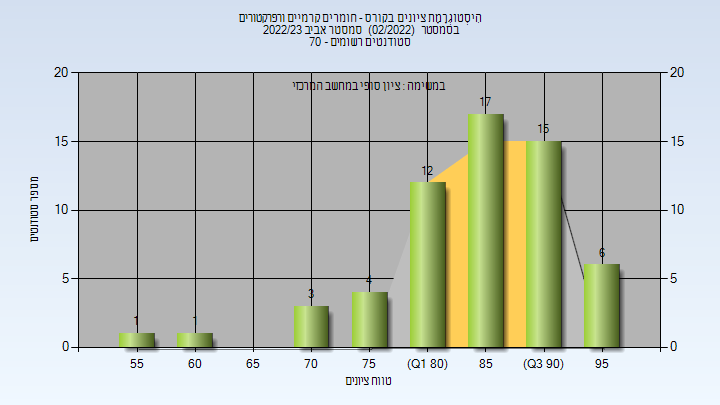 היסטוגרמת ציונים בקורס - חומרים קרמיים ורפרקטורים
בסמסטר (02/2022) סמסטר אביב 2022/23
סטודנטים רשומים - 70
במשימה : ציון סופי במחשב המרכזי
מספר סטודנטים
20 20
15 15
10 10
5 5
0 0
1 1 3 4 12 17 15 6
55 60 65 70 75 (Q1 80) 85 (Q3 90) 95
טווח ציונים